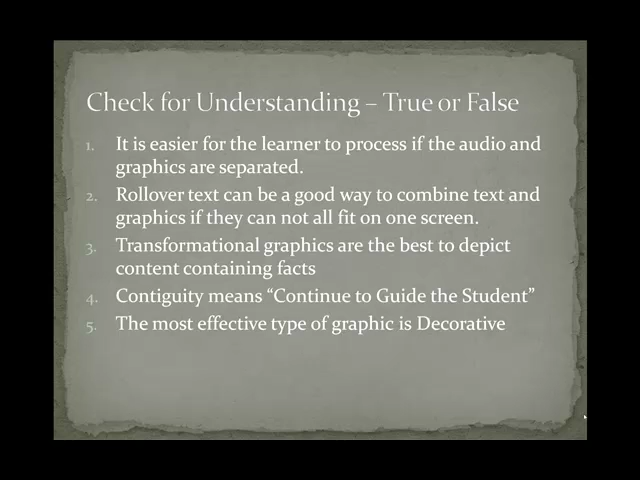 Check for Understanding – True or False
1. It is easier for the learner to process if the audio and
graphics are separated.
2. Rollover text can be a good way to combine text and
graphics if they can not all fit on one screen.
3. Transformational graphics are the best to depict
content containing facts
4. Contiguity means “Continue to Guide the Student”
5. The most effective type of graphic is Decorative